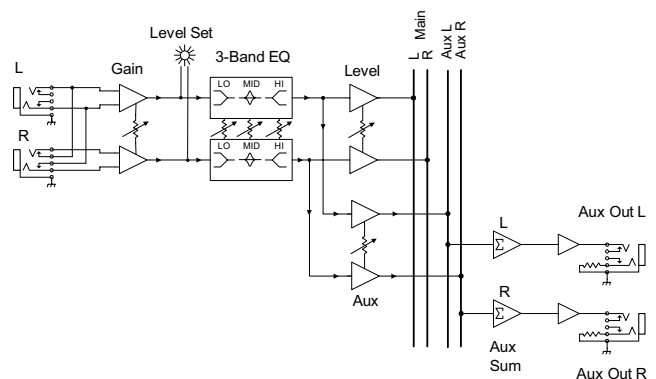 Level Set
L
Gain
3-Band EQ
LO MID HI
Level
L
R
Main
Aux L
Aux R
R
LO MID HI
Aux
L
Σ
Aux Out L
R
Σ
Aux
Sum
Aux Out R